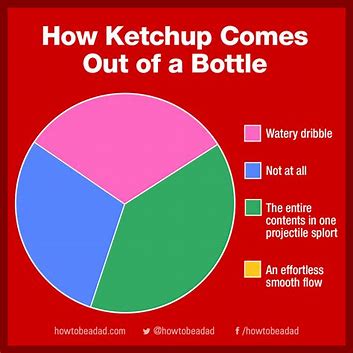 How Ketchup Comes
Out of a Bottle
Watery dribble
Not at all
The entire
contents in one
projectile splort
An effortless
smooth flow
howtobeadad.com @howtobeadad f /howtobeadad